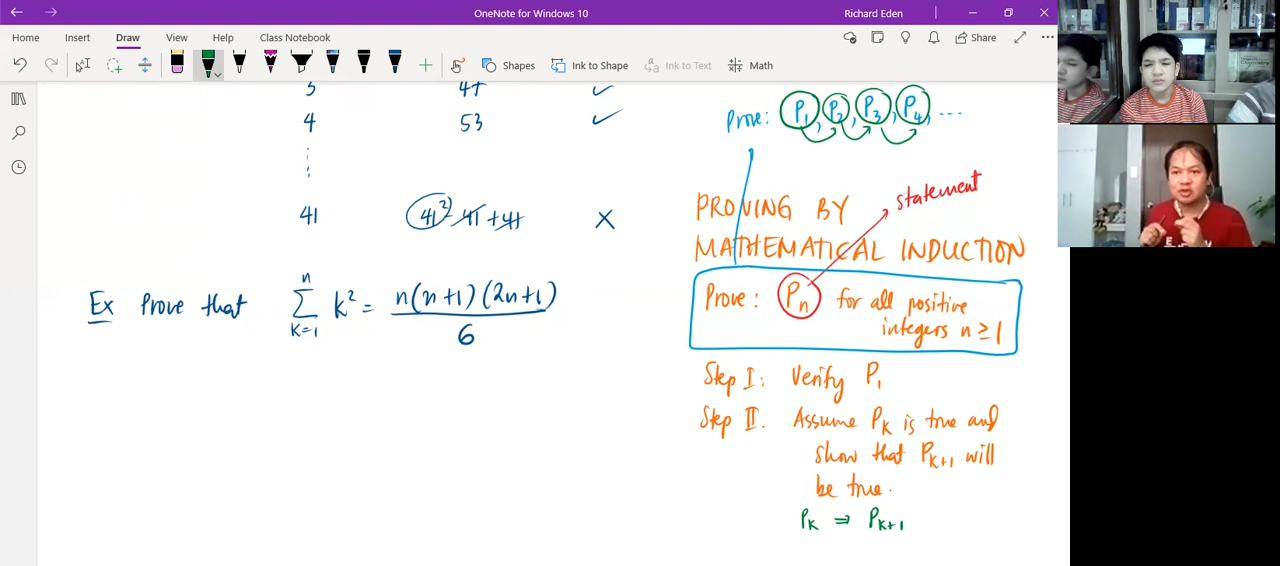 OneNote for Windows 10
Richard Eden
Home Insert Draw View Help Class Notebook
Share
Shapes Ink to Shape Ink to Text Math
3 47 ✓
4 53 ✓
⋮
41 41² - 41 + 41 ×
Ex Prove that n ∑ k=1 k² = n(n+1)(2n+1) / 6
Prove: P₁, P₂, P₃, P₄, ...
statement
PROVING BY
MATHEMATICAL INDUCTION
Prove: Pₙ for all positive
integers n ≥ 1
Step I: Verify P₁
Step II. Assume Pₖ is true and
show that Pₖ₊₁ will
be true.
Pₖ ⇒ Pₖ₊₁